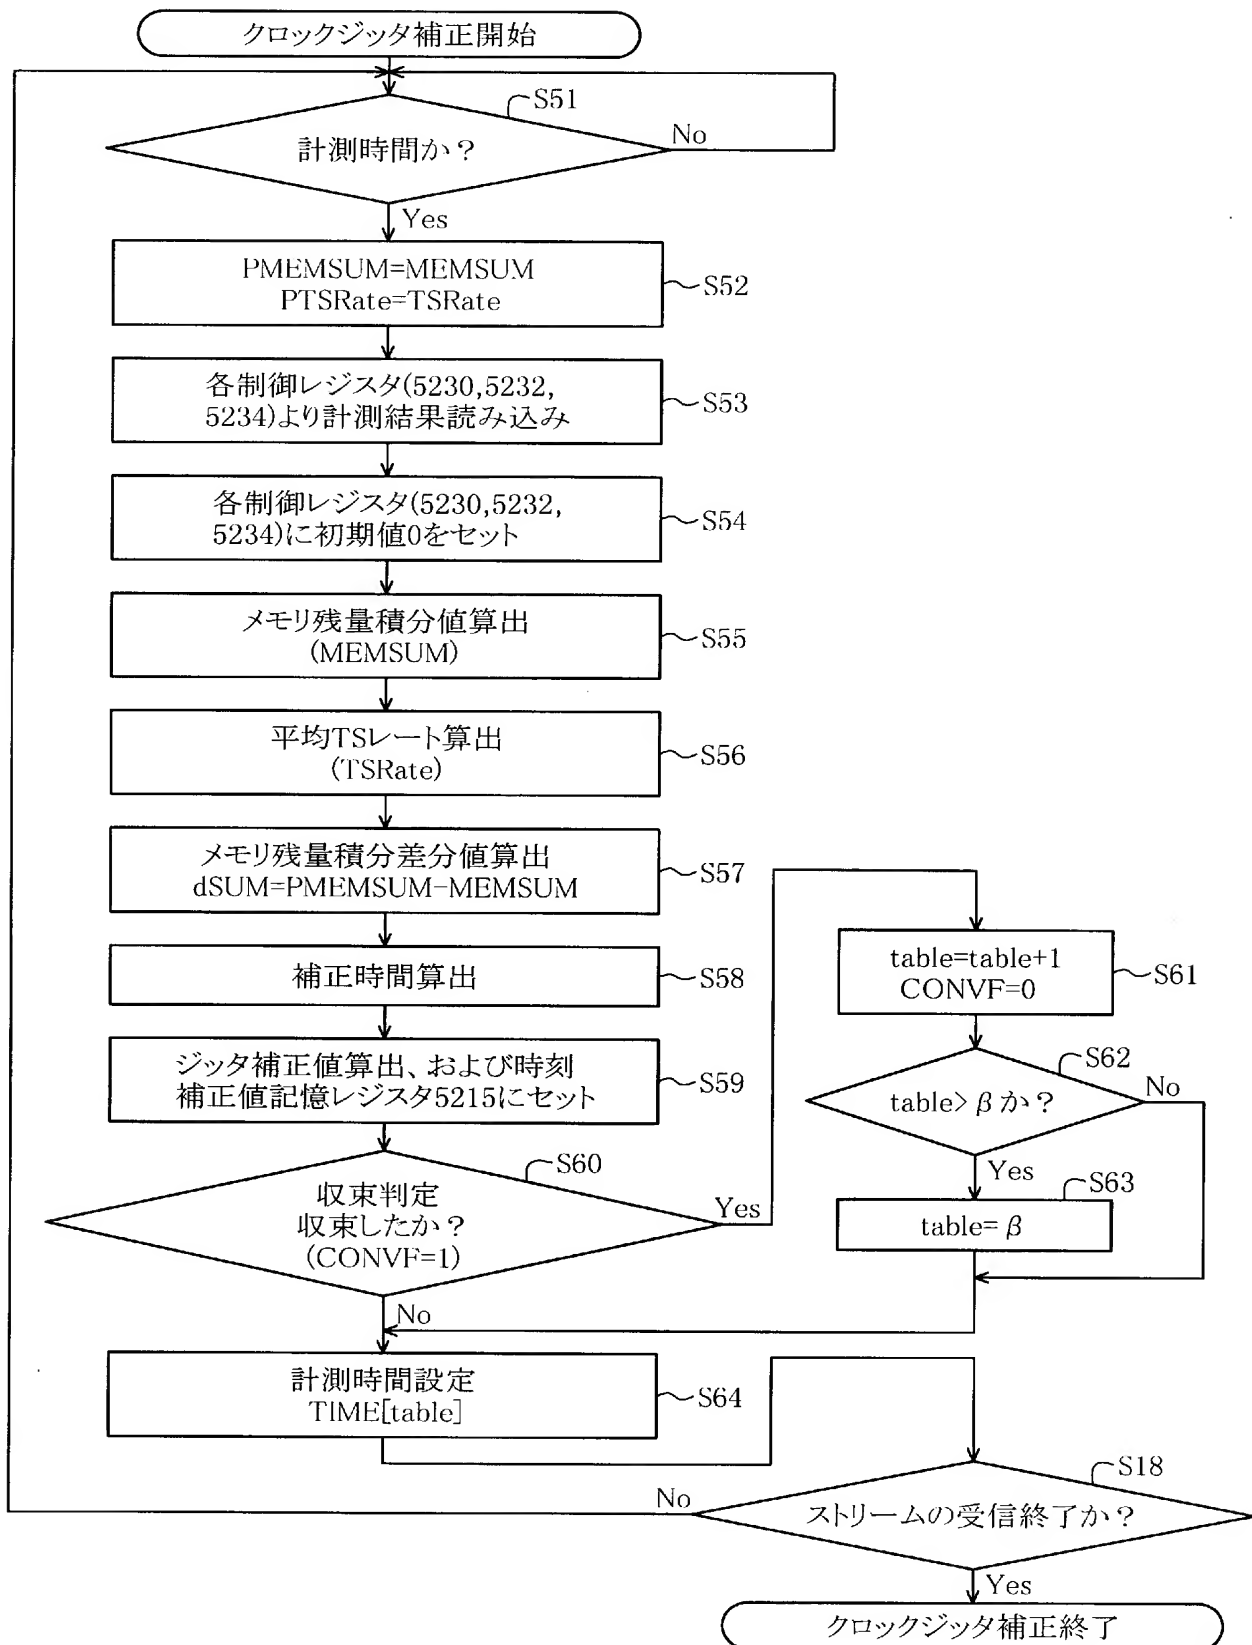 クロックジッタ補正開始
S51
計測時間か？
No
Yes
PMEMSUM=MEMSUM
PTSRate=TSRate
S52
各制御レジスタ(5230,5232,
5234)より計測結果読み込み
S53
各制御レジスタ(5230,5232,
5234)に初期値0をセット
S54
メモリ残量積分値算出
(MEMSUM)
S55
平均TSレート算出
(TSRate)
S56
メモリ残量積分差分値算出
dSUM=PMEMSUM-MEMSUM
S57
補正時間算出
S58
ジッタ補正値算出、および時刻
補正値記憶レジスタ5215にセット
S59
S60
収束判定
収束したか？
(CONVF=1)
Yes
No
table=table+1
CONVF=0
S61
S62
table> β か？
No
Yes
S63
table= β
計測時間設定
TIME[table]
S64
S18
ストリームの受信終了か？
No
Yes
クロックジッタ補正終了